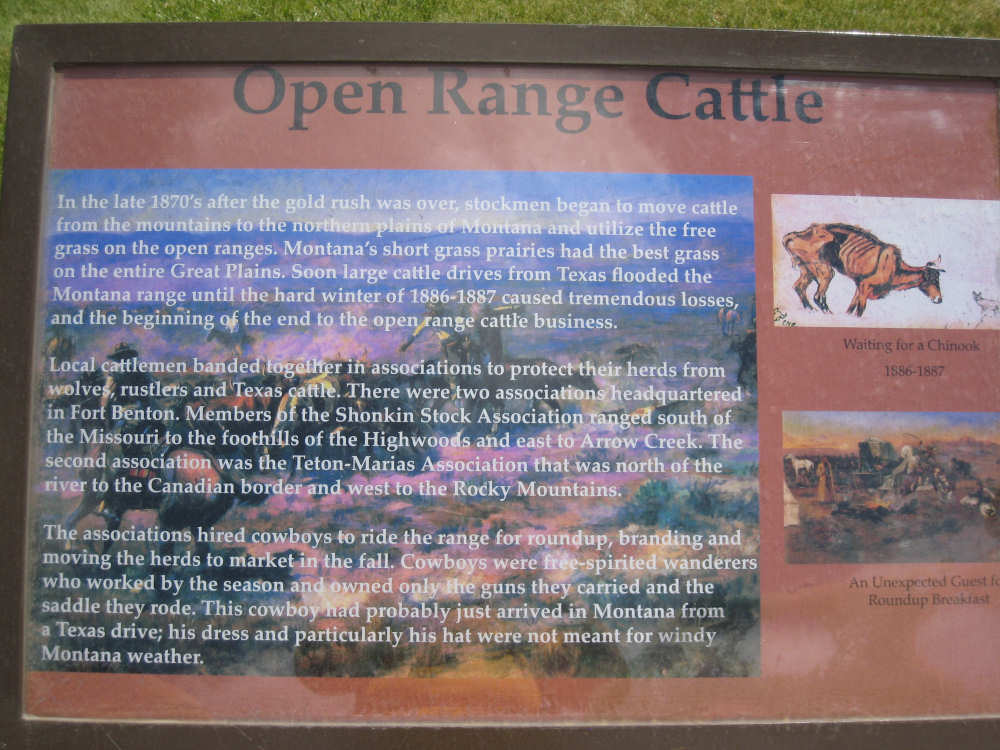 Open Range Cattle
In the late 1870's after the gold rush was over, stockmen began to move cattle
from the mountains to the northern plains of Montana and utilize the free
grass on the open ranges. Montana's short grass prairies had the best grass
on the entire Great Plains. Soon large cattle drives from Texas flooded the
Montana range until the hard winter of 1886-1887 caused tremendous losses,
and the beginning of the end to the open range cattle business.
Local cattlemen banded together in associations to protect their herds from
wolves, rustlers and Texas cattle. There were two associations headquartered
in Fort Benton. Members of the Shonkin Stock Association ranged south of
the Missouri to the foothills of the Highwoods and east to Arrow Creek. The
second association was the Teton-Marias Association that was north of the
river to the Canadian border and west to the Rocky Mountains.
The associations hired cowboys to ride the range for roundup, branding and
moving the herds to market in the fall. Cowboys were free-spirited wanderers
who worked by the season and owned only the guns they carried and the
saddle they rode. This cowboy had probably just arrived in Montana from
a Texas drive; his dress and particularly his hat were not meant for windy
Montana weather.
Waiting for a Chinook
1886-1887
An Unexpected Guest fo
Roundup Breakfast